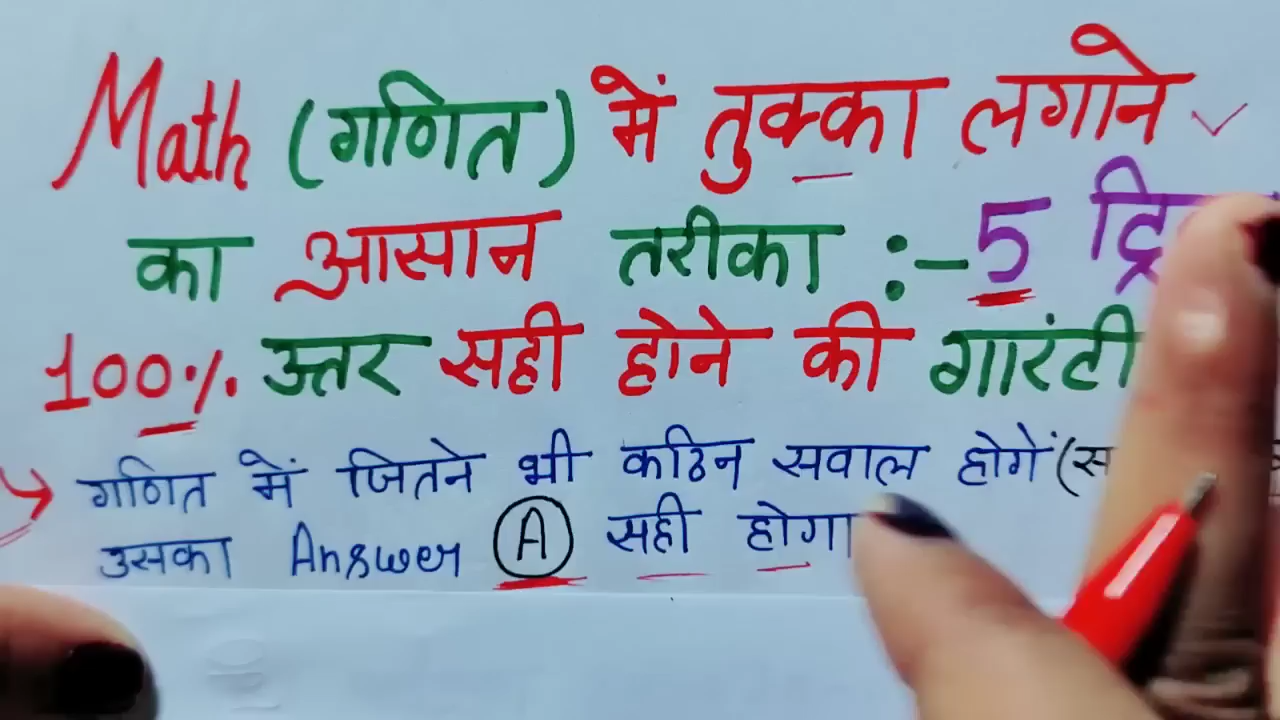 Math (गणित) में तुक्का लगाने
का आसान तरीका :- 5
100% उत्तर सही होने की गारंटी
गणित में जितने भी कठिन सवाल होगें
उसका Answer A सही होगा